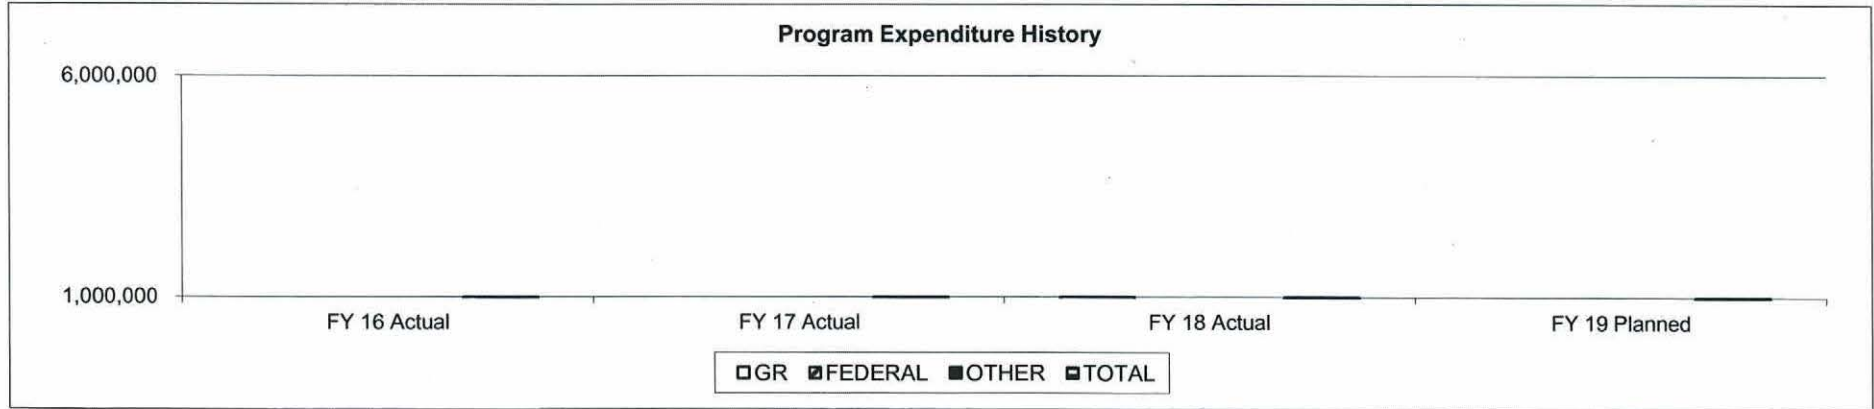 Program Expenditure History
6,000,000
1,000,000
FY 16 Actual FY 17 Actual FY 18 Actual FY 19 Planned
GR FEDERAL OTHER TOTAL